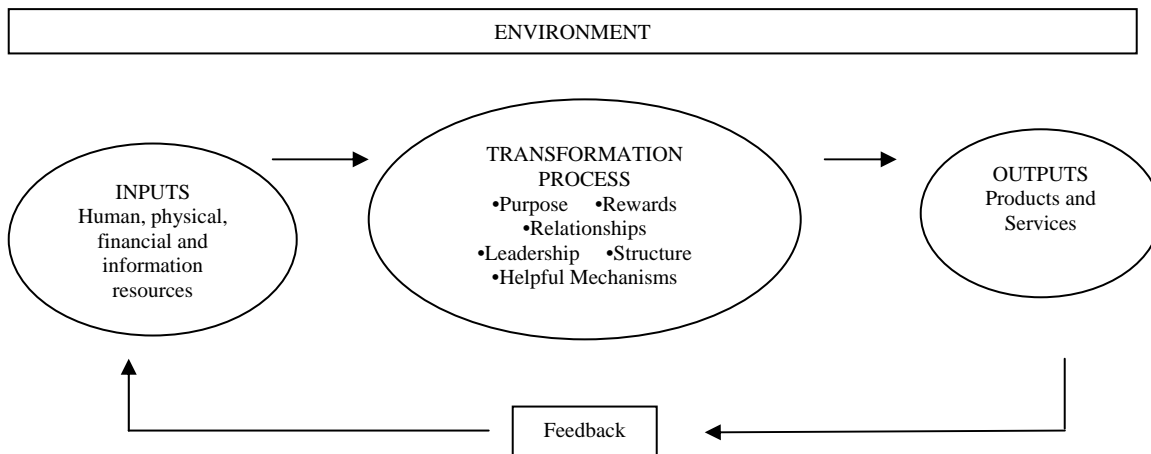 ENVIRONMENT
INPUTS
Human, physical,
financial and
information
resources
TRANSFORMATION
PROCESS
•Purpose •Rewards
•Relationships
•Leadership •Structure
•Helpful Mechanisms
OUTPUTS
Products and
Services
Feedback